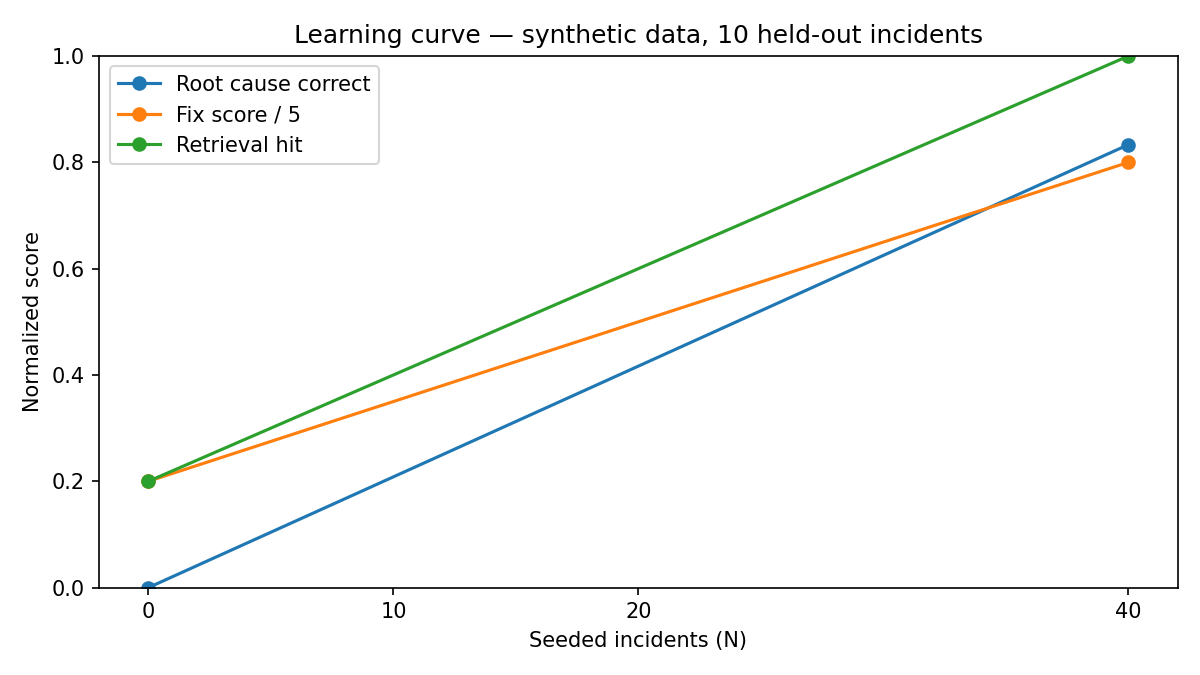 Learning curve — synthetic data, 10 held-out incidents
Root cause correct
Fix score / 5
Retrieval hit
Normalized score
1.0
0.8
0.6
0.4
0.2
0.0
0 10 20 40
Seeded incidents (N)